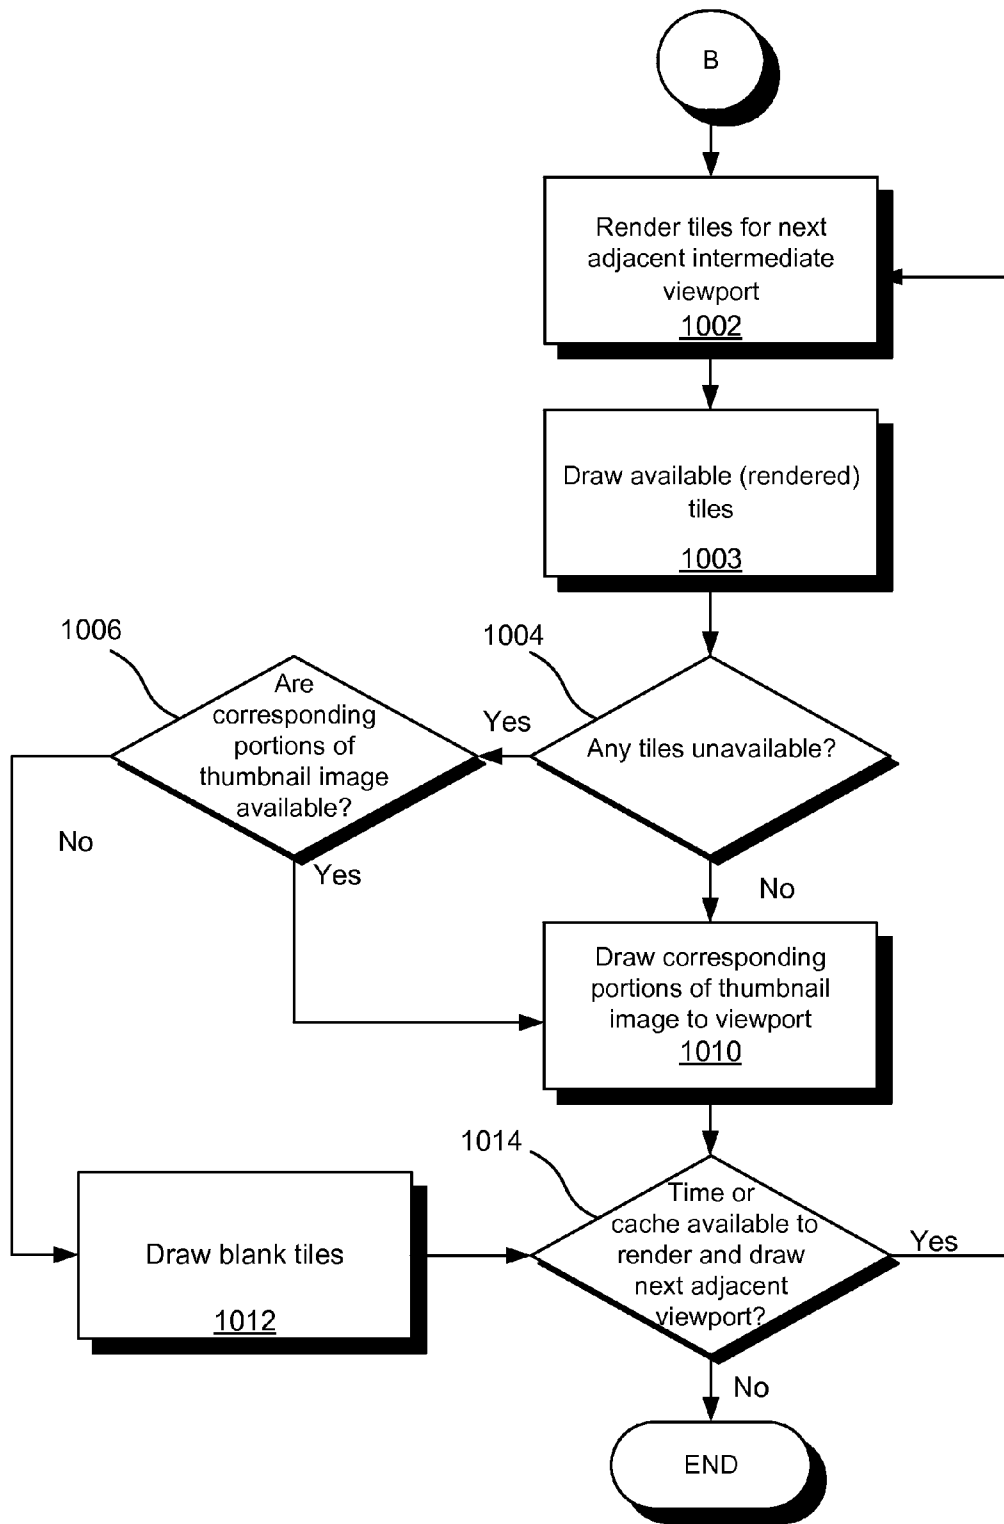 B
Render tiles for next
adjacent intermediate
viewport
1002
Draw available (rendered)
tiles
1003
1006
1004
Are
corresponding
portions of
thumbnail image
available?
Yes
Any tiles unavailable?
No
Yes
No
Draw corresponding
portions of thumbnail
image to viewport
1010
1014
Time or
cache available to
render and draw
next adjacent
viewport?
Yes
Draw blank tiles
1012
No
END